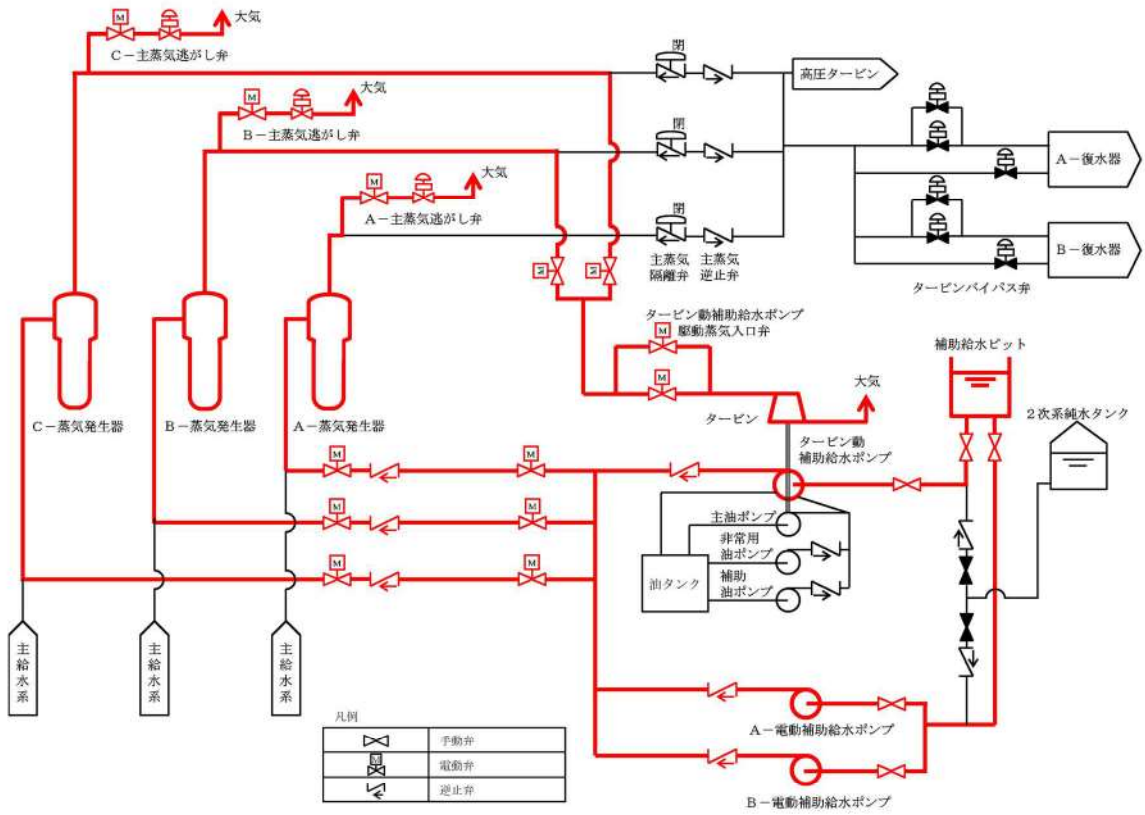 M
大気
C－主蒸気逃がし弁
閉
高圧タービン
M
大気
B－主蒸気逃がし弁
閉
A－復水器
M
大気
A－主蒸気逃がし弁
閉
B－復水器
主蒸気
隔離弁
主蒸気
逆止弁
タービンバイパス弁
M
M
タービン動補助給水ポンプ
駆動蒸気入口弁
M
M
大気
補助給水ピット
タービン
2次系純水タンク
C－蒸気発生器
B－蒸気発生器
A－蒸気発生器
タービン動
補助給水ポンプ
M
M
M
M
M
M
主油ポンプ
非常用
油ポンプ
補助
油ポンプ
油タンク
主給水系
主給水系
主給水系
A－電動補助給水ポンプ
B－電動補助給水ポンプ
凡例
手動弁
M
電動弁
逆止弁